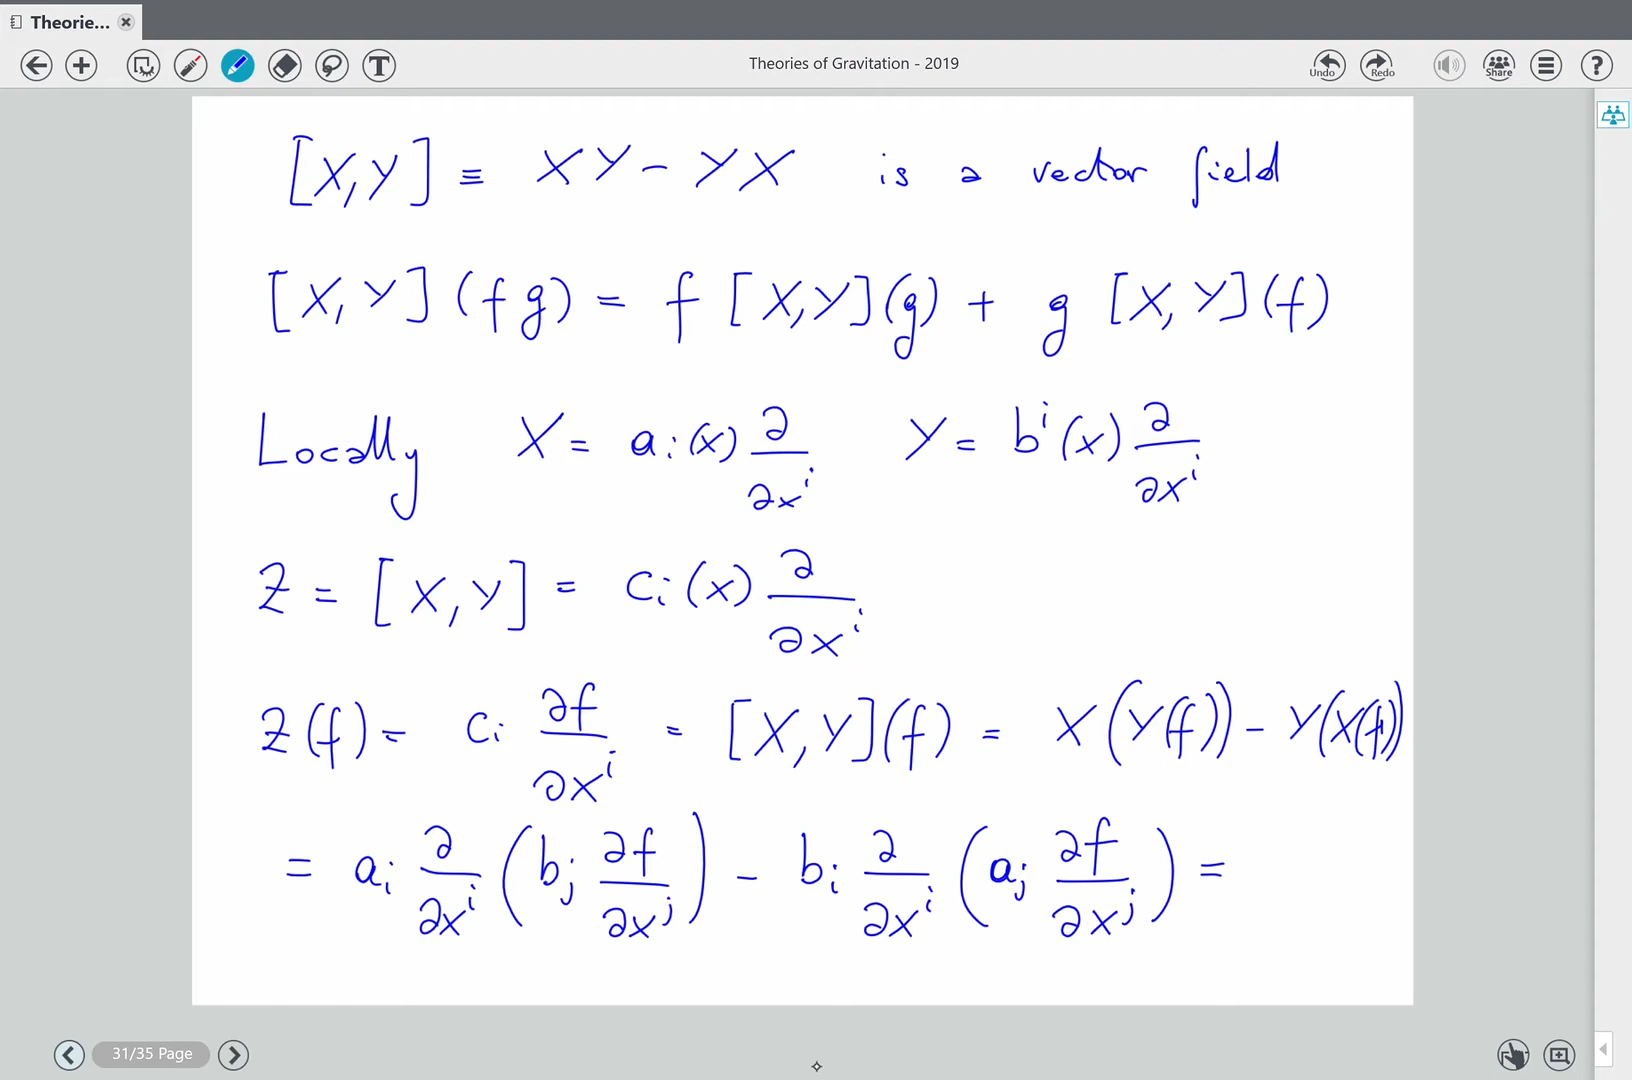 Theorie...
Theories of Gravitation - 2019
Undo Redo Share ?
T
[X,Y] ≡ XY - YX is a vector field
[X,Y](fg) = f [X,Y](g) + g [X,Y](f)
Locally X = a_i(x) ∂/∂x^i Y = b^i(x) ∂/∂x^i
Z = [X,Y] = c_i(x) ∂/∂x^i
Z(f) = c_i ∂f/∂x^i = [X,Y](f) = X(Y(f)) - Y(X(f))
= a_i ∂/∂x^i (b_j ∂f/∂x^j) - b_i ∂/∂x^i (a_j ∂f/∂x^j) =
31/35 Page